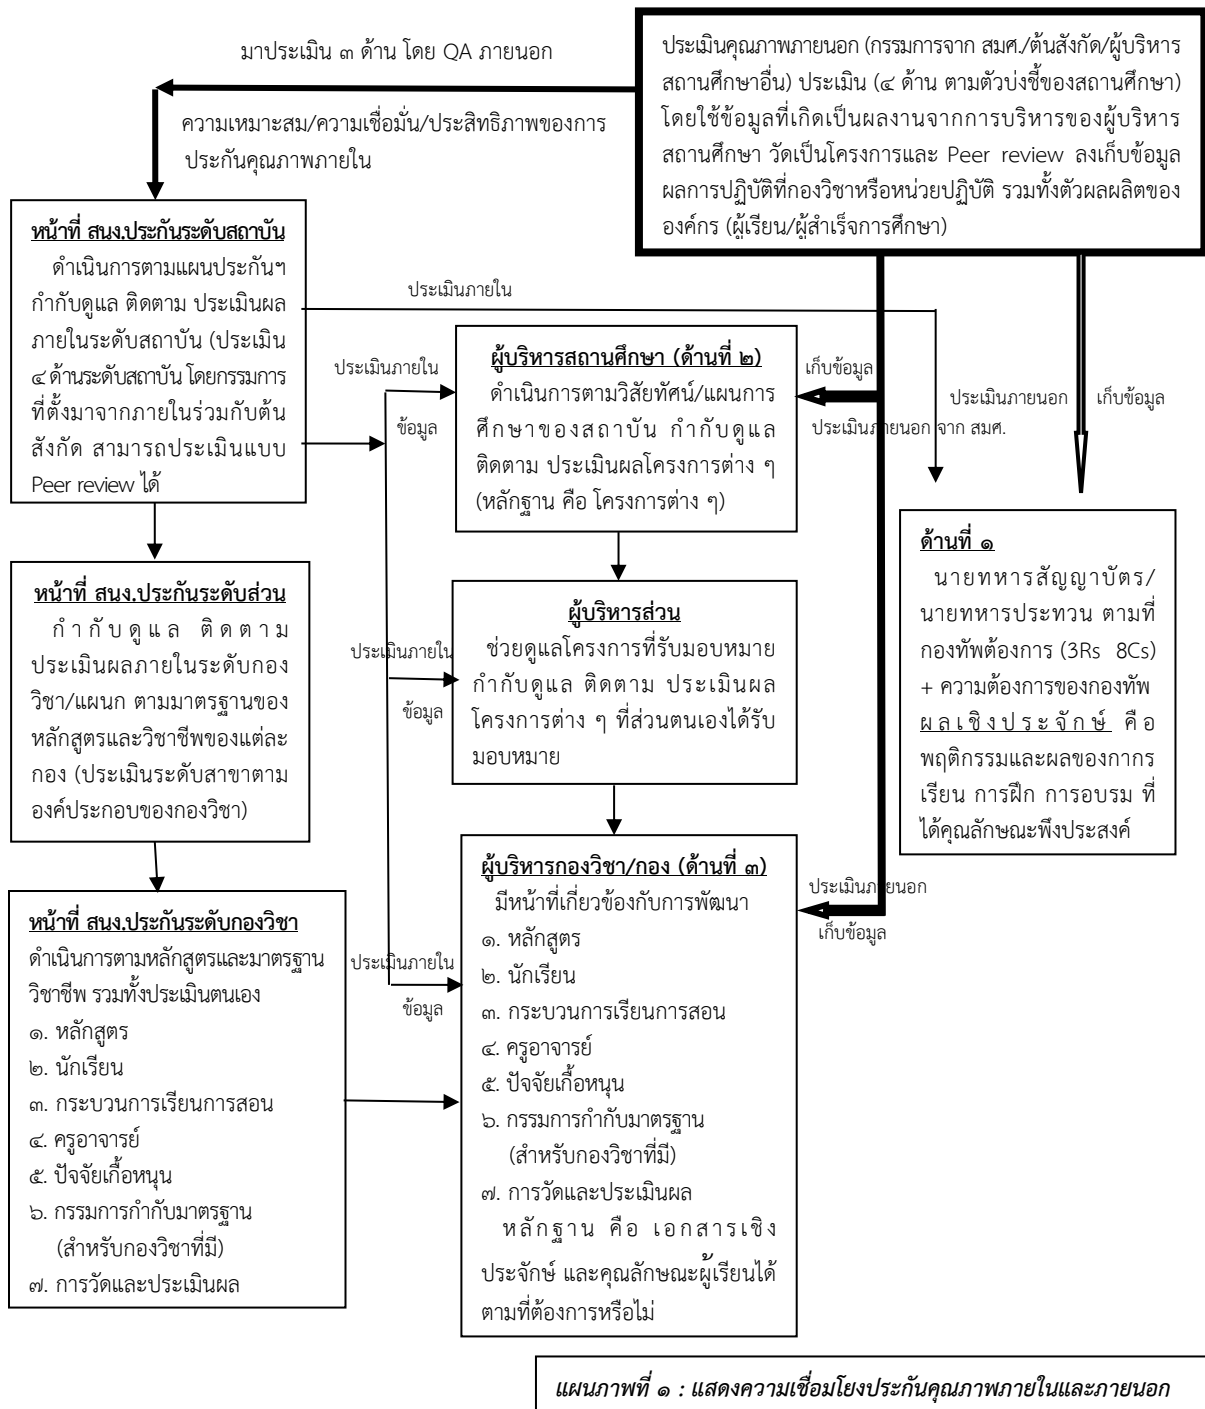 มาประเมิน ๓ ด้าน โดย QA ภายนอก
ความเหมาะสม/ความเชื่อมั่น/ประสิทธิภาพของการ
ประกันคุณภาพภายใน
ประเมินคุณภาพภายนอก (กรรมการจาก สมศ./ต้นสังกัด/ผู้บริหาร
สถานศึกษาอื่น) ประเมิน (๔ ด้าน ตามตัวบ่งชี้ของสถานศึกษา)
โดยใช้ข้อมูลที่เกิดเป็นผลงานจากการบริหารของผู้บริหาร
สถานศึกษา วัดเป็นโครงการและ Peer review ลงเก็บข้อมูล
ผลการปฏิบัติที่กองวิชาหรือหน่วยปฏิบัติ รวมทั้งตัวผลผลิตของ
องค์กร (ผู้เรียน/ผู้สำเร็จการศึกษา)
หน้าที่ สนง.ประกันระดับสถาบัน
ดำเนินการตามแผนประกันฯ
กำกับดูแล ติดตาม ประเมินผล
ภายในระดับสถาบัน (ประเมิน
๔ ด้านระดับสถาบัน โดยกรรมการ
ที่ตั้งมาจากภายในร่วมกับต้น
สังกัด สามารถประเมินแบบ
Peer review ได้
ประเมินภายใน
ประเมินภายใน
ข้อมูล
ผู้บริหารสถานศึกษา (ด้านที่ ๒)
ดำเนินการตามวิสัยทัศน์/แผนการ
ศึกษาของสถาบัน กำกับดูแล
ติดตาม ประเมินผลโครงการต่าง ๆ
(หลักฐาน คือ โครงการต่าง ๆ)
เก็บข้อมูล
ประเมินภายนอก จาก สมศ.
ประเมินภายนอก
เก็บข้อมูล
ด้านที่ ๑
นายทหารสัญญาบัตร/
นายทหารประทวน ตามที่
กองทัพต้องการ (3Rs 8Cs)
+ ความต้องการของกองทัพ
ผลเชิงประจักษ์ คือ
พฤติกรรมและผลของกาการ
เรียน การฝึก การอบรม ที่
ได้คุณลักษณะพึงประสงค์
หน้าที่ สนง.ประกันระดับส่วน
กำกับดูแล ติดตาม
ประเมินผลภายในระดับกอง
วิชา/แผนก ตามมาตรฐานของ
หลักสูตรและวิชาชีพของแต่ละ
กอง (ประเมินระดับสาขาตาม
องค์ประกอบของกองวิชา)
ประเมินภายใน
ข้อมูล
ผู้บริหารส่วน
ช่วยดูแลโครงการที่รับมอบหมาย
กำกับดูแล ติดตาม ประเมินผล
โครงการต่าง ๆ ที่ส่วนตนเองได้รับ
มอบหมาย
หน้าที่ สนง.ประกันระดับกองวิชา
ดำเนินการตามหลักสูตรและมาตรฐาน
วิชาชีพ รวมทั้งประเมินตนเอง
๑. หลักสูตร
๒. นักเรียน
๓. กระบวนการเรียนการสอน
๔. ครูอาจารย์
๕. ปัจจัยเกื้อหนุน
๖. กรรมการกำกับมาตรฐาน
(สำหรับกองวิชาที่มี)
๗. การวัดและประเมินผล
ประเมินภายใน
ข้อมูล
ผู้บริหารกองวิชา/กอง (ด้านที่ ๓)
มีหน้าที่เกี่ยวข้องกับการพัฒนา
๑. หลักสูตร
๒. นักเรียน
๓. กระบวนการเรียนการสอน
๔. ครูอาจารย์
๕. ปัจจัยเกื้อหนุน
๖. กรรมการกำกับมาตรฐาน
(สำหรับกองวิชาที่มี)
๗. การวัดและประเมินผล
หลักฐาน คือ เอกสารเชิง
ประจักษ์ และคุณลักษณะผู้เรียนได้
ตามที่ต้องการหรือไม่
ประเมินภายนอก
เก็บข้อมูล
แผนภาพที่ ๑ : แสดงความเชื่อมโยงประกันคุณภาพภายในและภายนอก